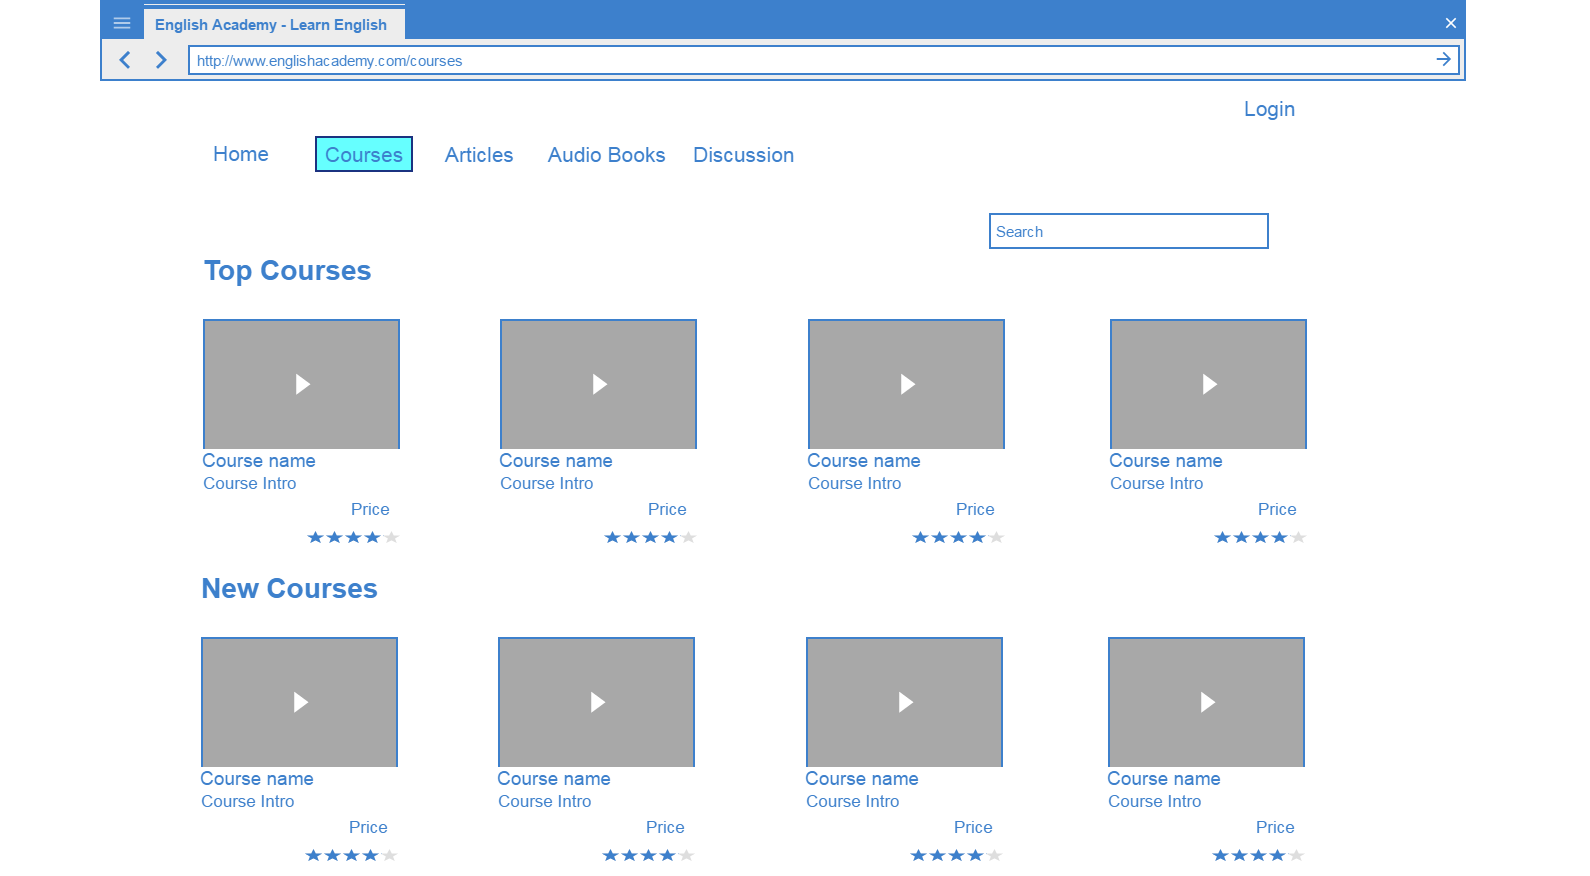 English Academy - Learn English
http://www.englishacademy.com/courses
Login
Home Courses Articles Audio Books Discussion
Search
Top Courses
Course name Course name Course name Course name
Course Intro Course Intro Course Intro Course Intro
Price Price Price Price
New Courses
Course name Course name Course name Course name
Course Intro Course Intro Course Intro Course Intro
Price Price Price Price